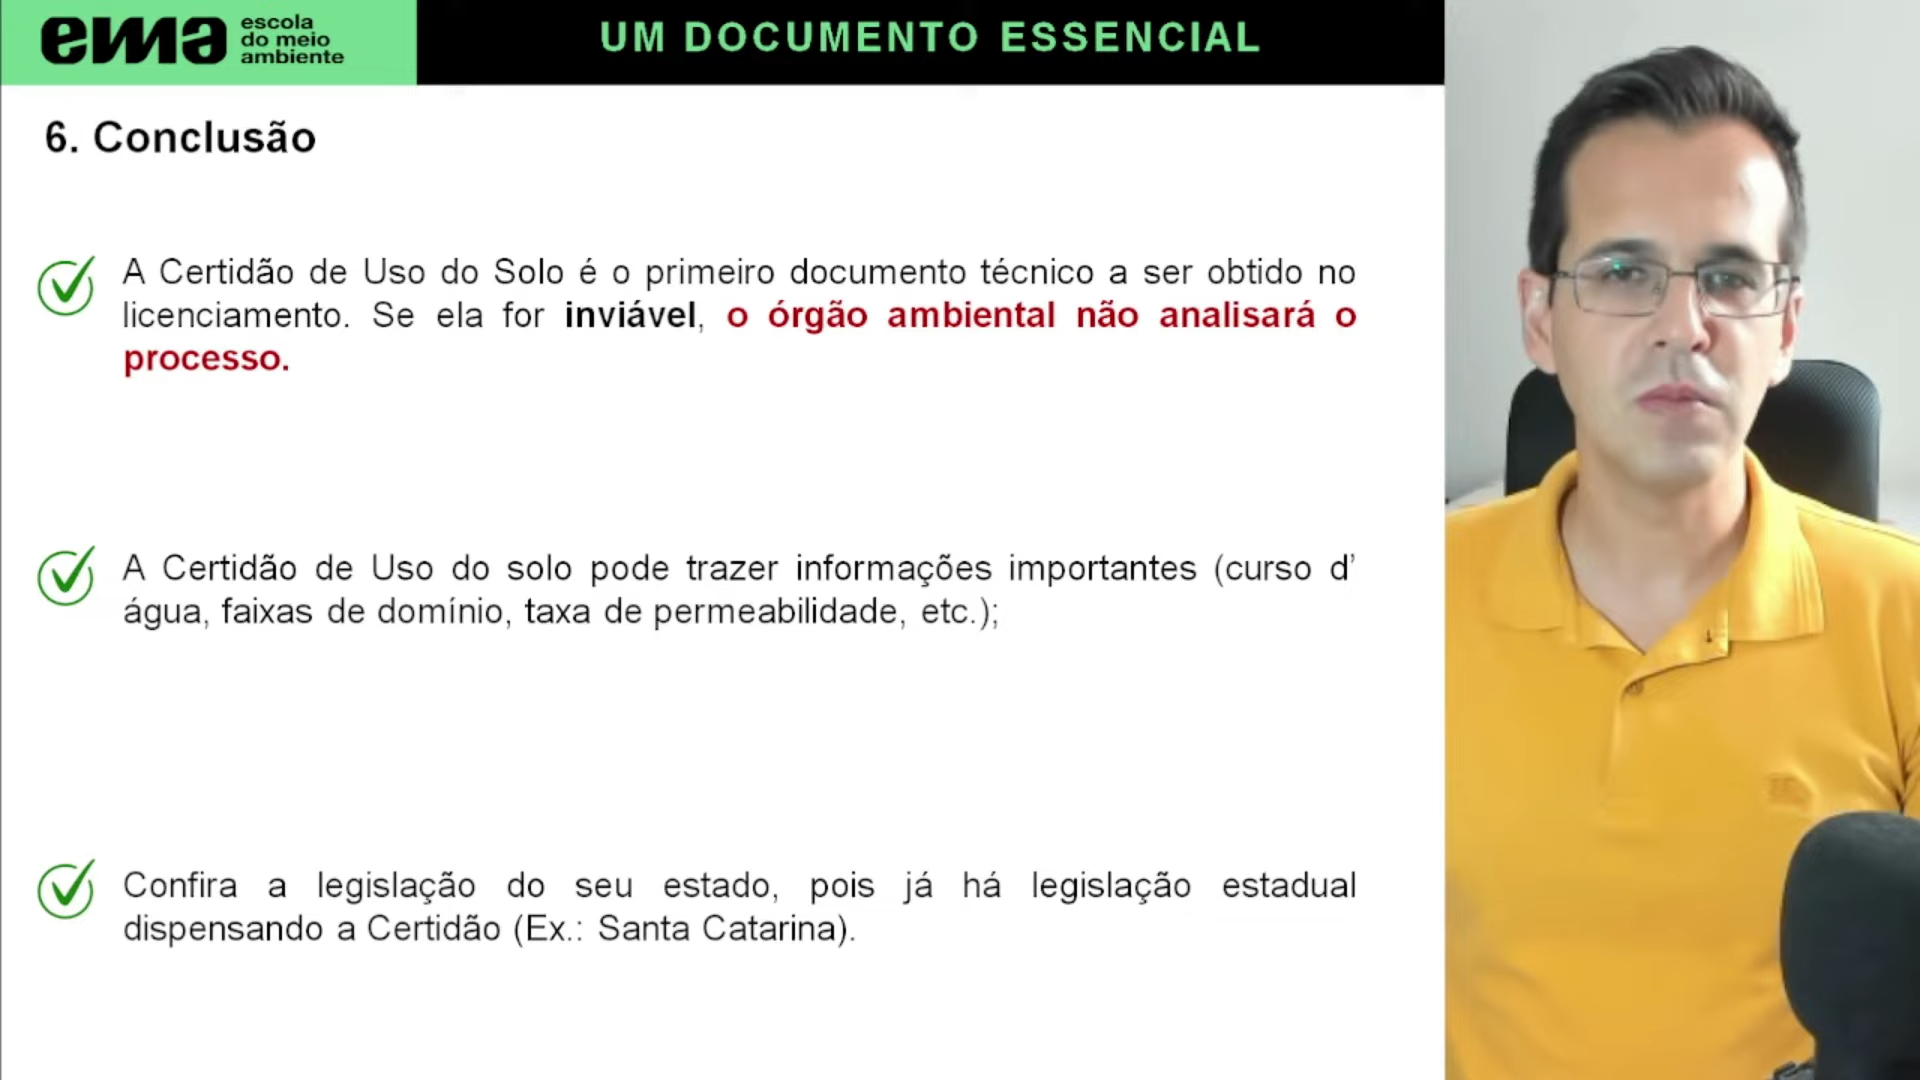 ema
escola
do meio
ambiente
UM DOCUMENTO ESSENCIAL
6. Conclusão
A Certidão de Uso do Solo é o primeiro documento técnico a ser obtido no
licenciamento. Se ela for inviável, o órgão ambiental não analisará o
processo.
A Certidão de Uso do solo pode trazer informações importantes (curso d’
água, faixas de domínio, taxa de permeabilidade, etc.);
Confira a legislação do seu estado, pois já há legislação estadual
dispensando a Certidão (Ex.: Santa Catarina).